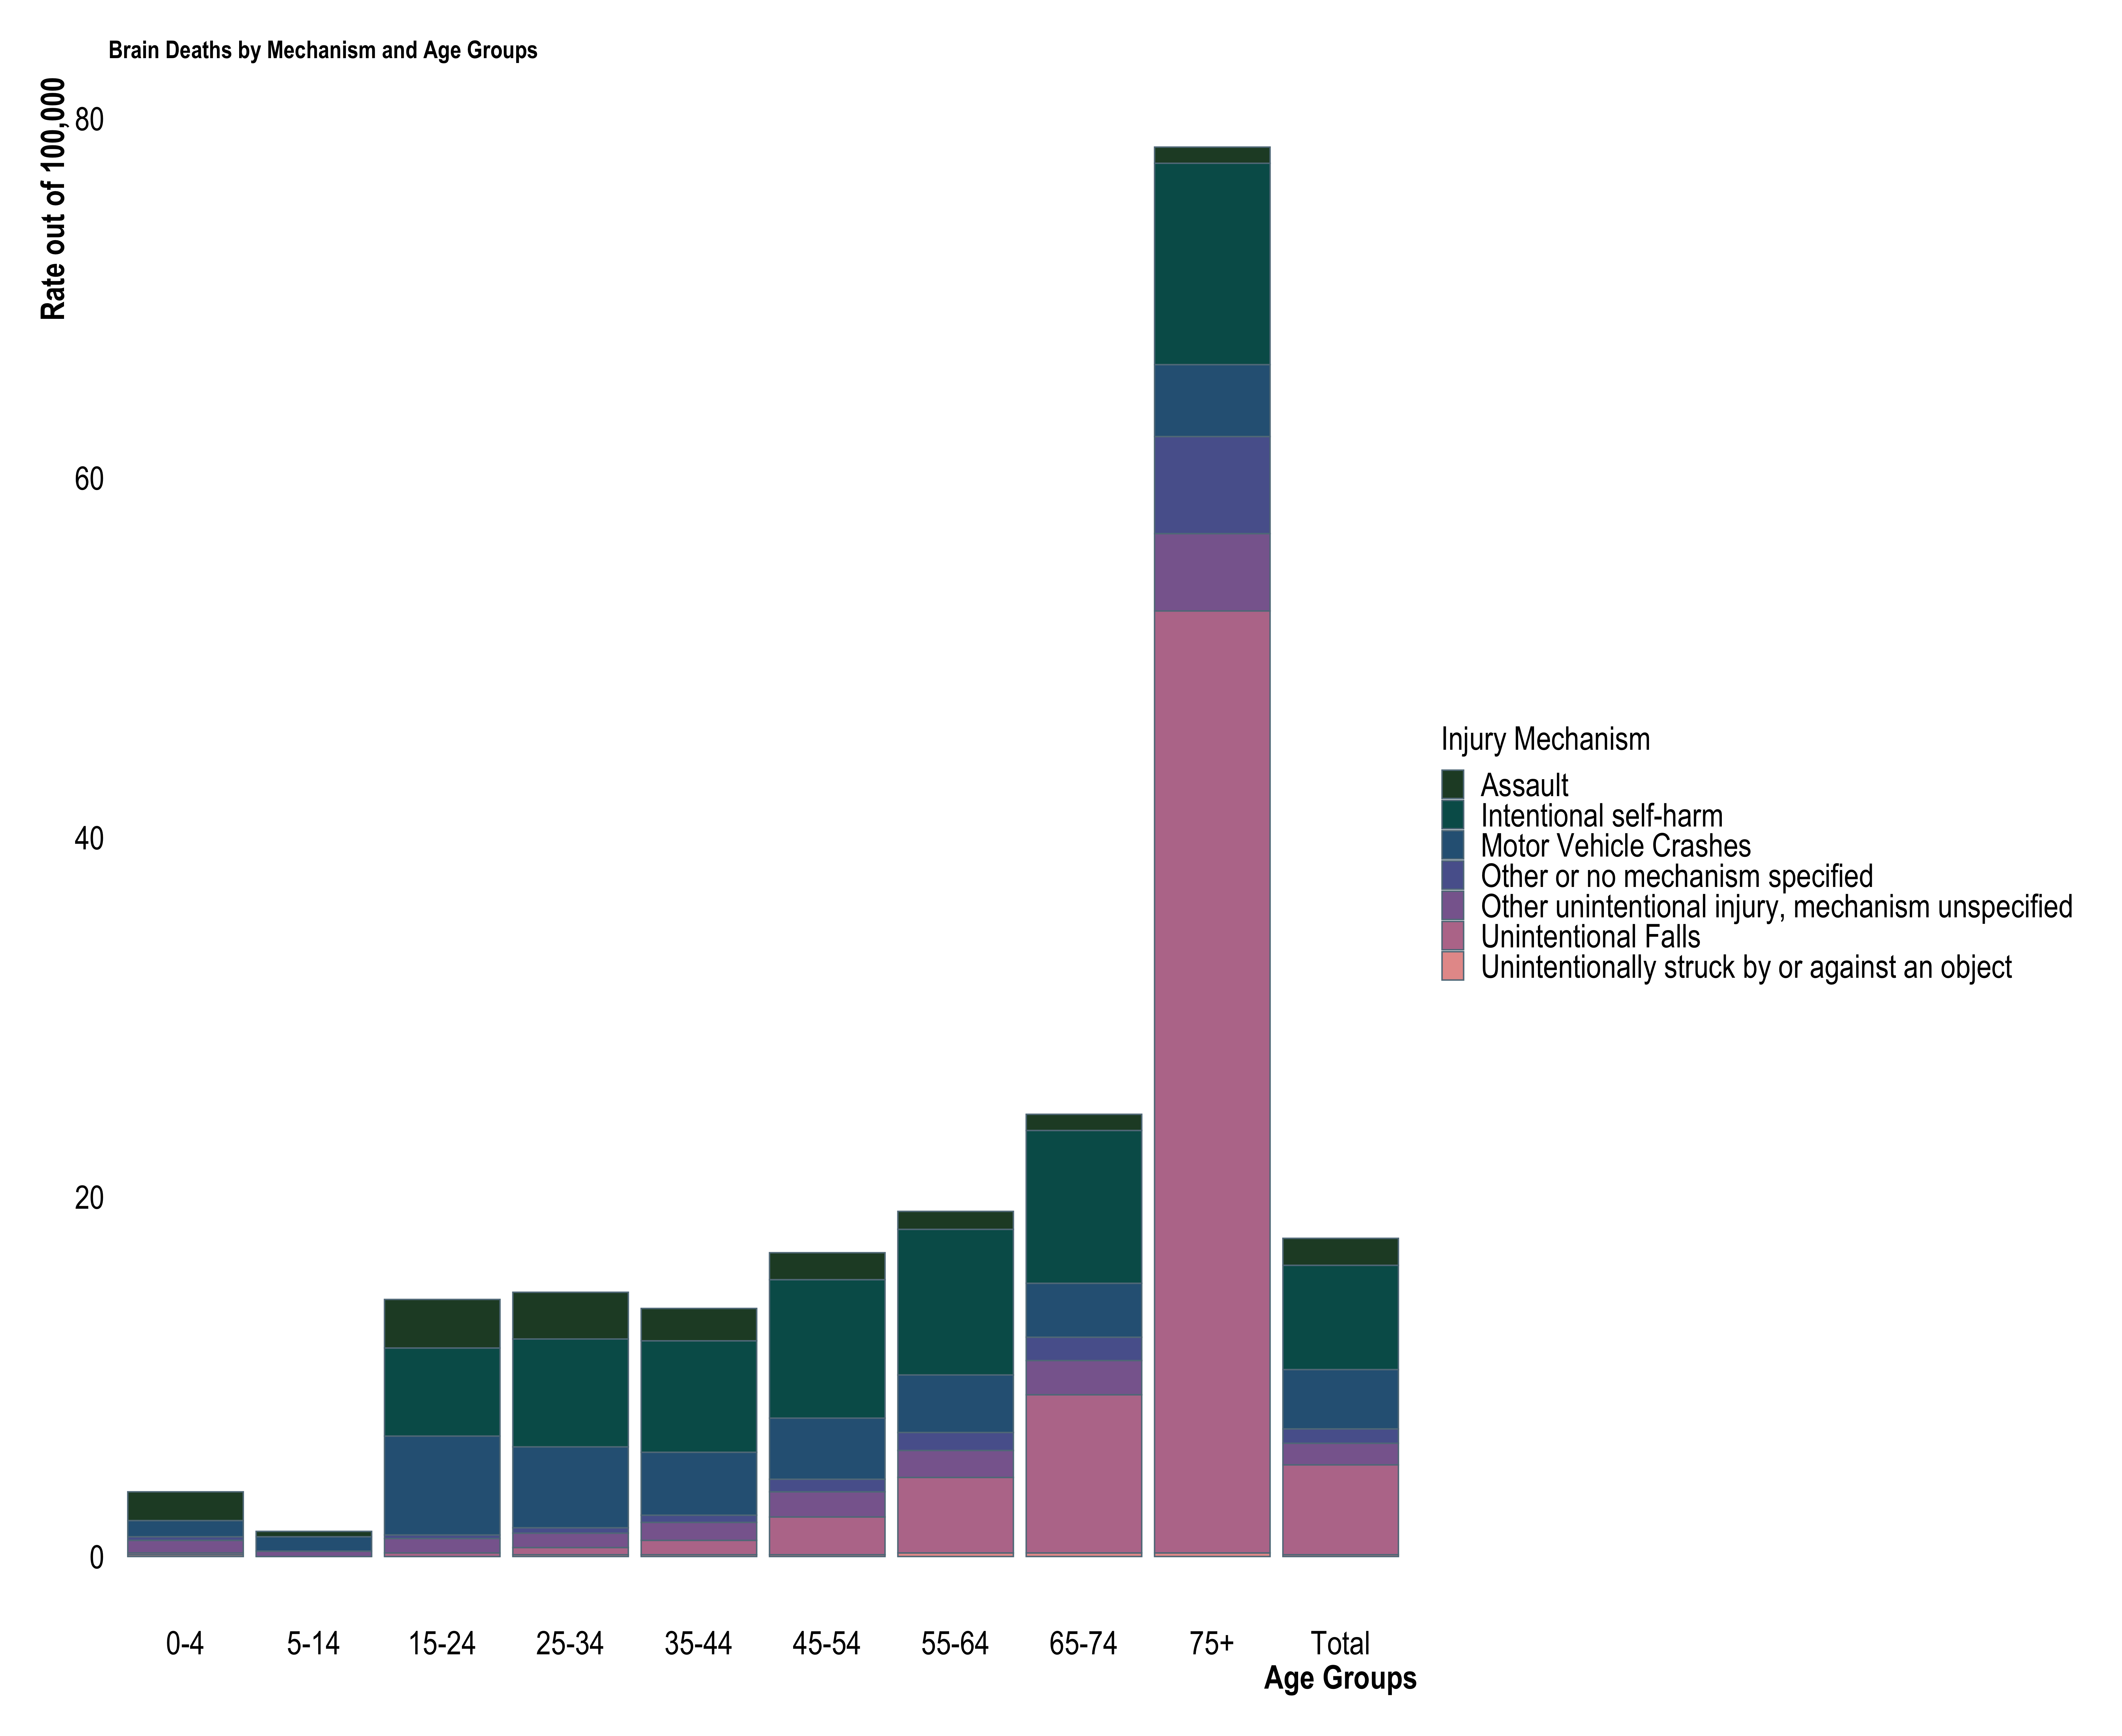 Brain Deaths by Mechanism and Age Groups
Rate out of 100,000
80
60
40
20
0
0-4 5-14 15-24 25-34 35-44 45-54 55-64 65-74 75+ Total
Age Groups
Injury Mechanism
Assault
Intentional self-harm
Motor Vehicle Crashes
Other or no mechanism specified
Other unintentional injury, mechanism unspecified
Unintentional Falls
Unintentionally struck by or against an object